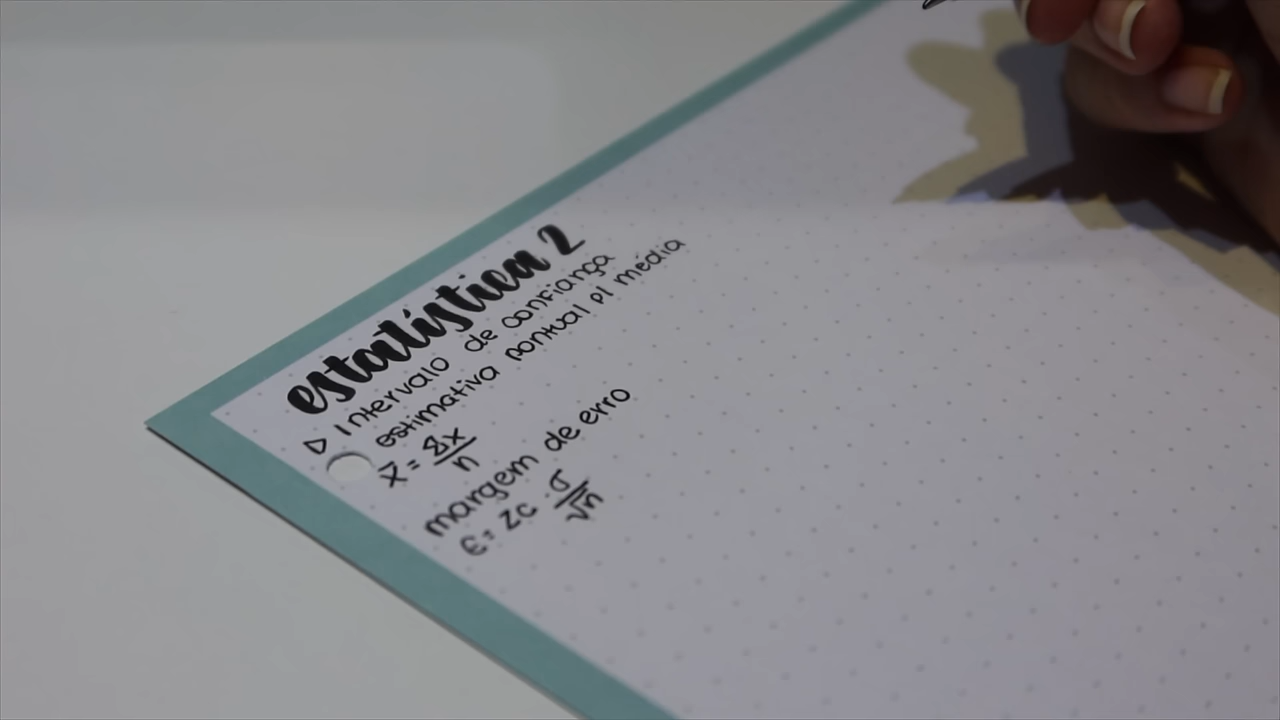 estatística 2
▷ Intervalo de confiança
estimativa pontual p/ média
x̄ = Σx/n
margem de erro
E = zc σ/√n